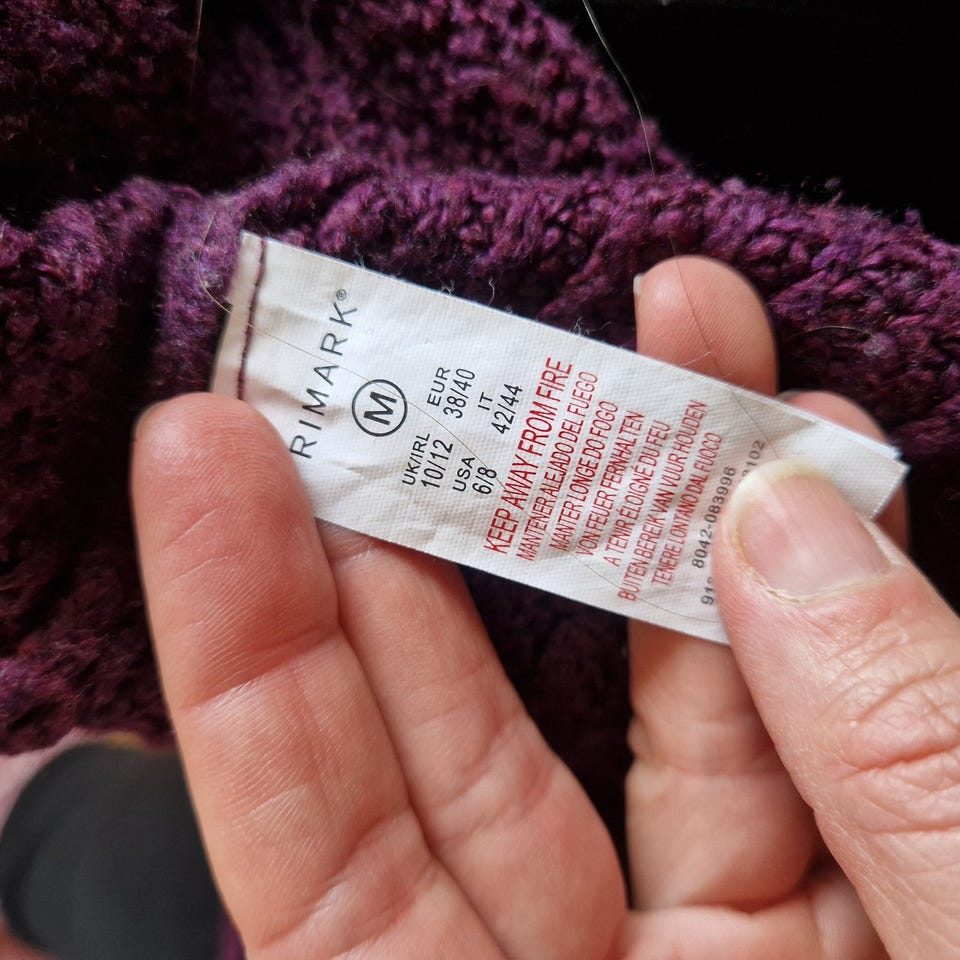 RIMARK®
M
UK/IRL EUR
10/12 38/40
USA IT
6/8 42/44
KEEP AWAY FROM FIRE
MANTENER ALEJADO DEL FUEGO
MANTER LONGE DO FOGO
VON FEUER FERNHALTEN
A TENIR ÉLOIGNÉ DU FEU
BUITEN BEREIK VAN VUUR HOUDEN
TENERE LONTANO DAL FUOCO
8042-083996